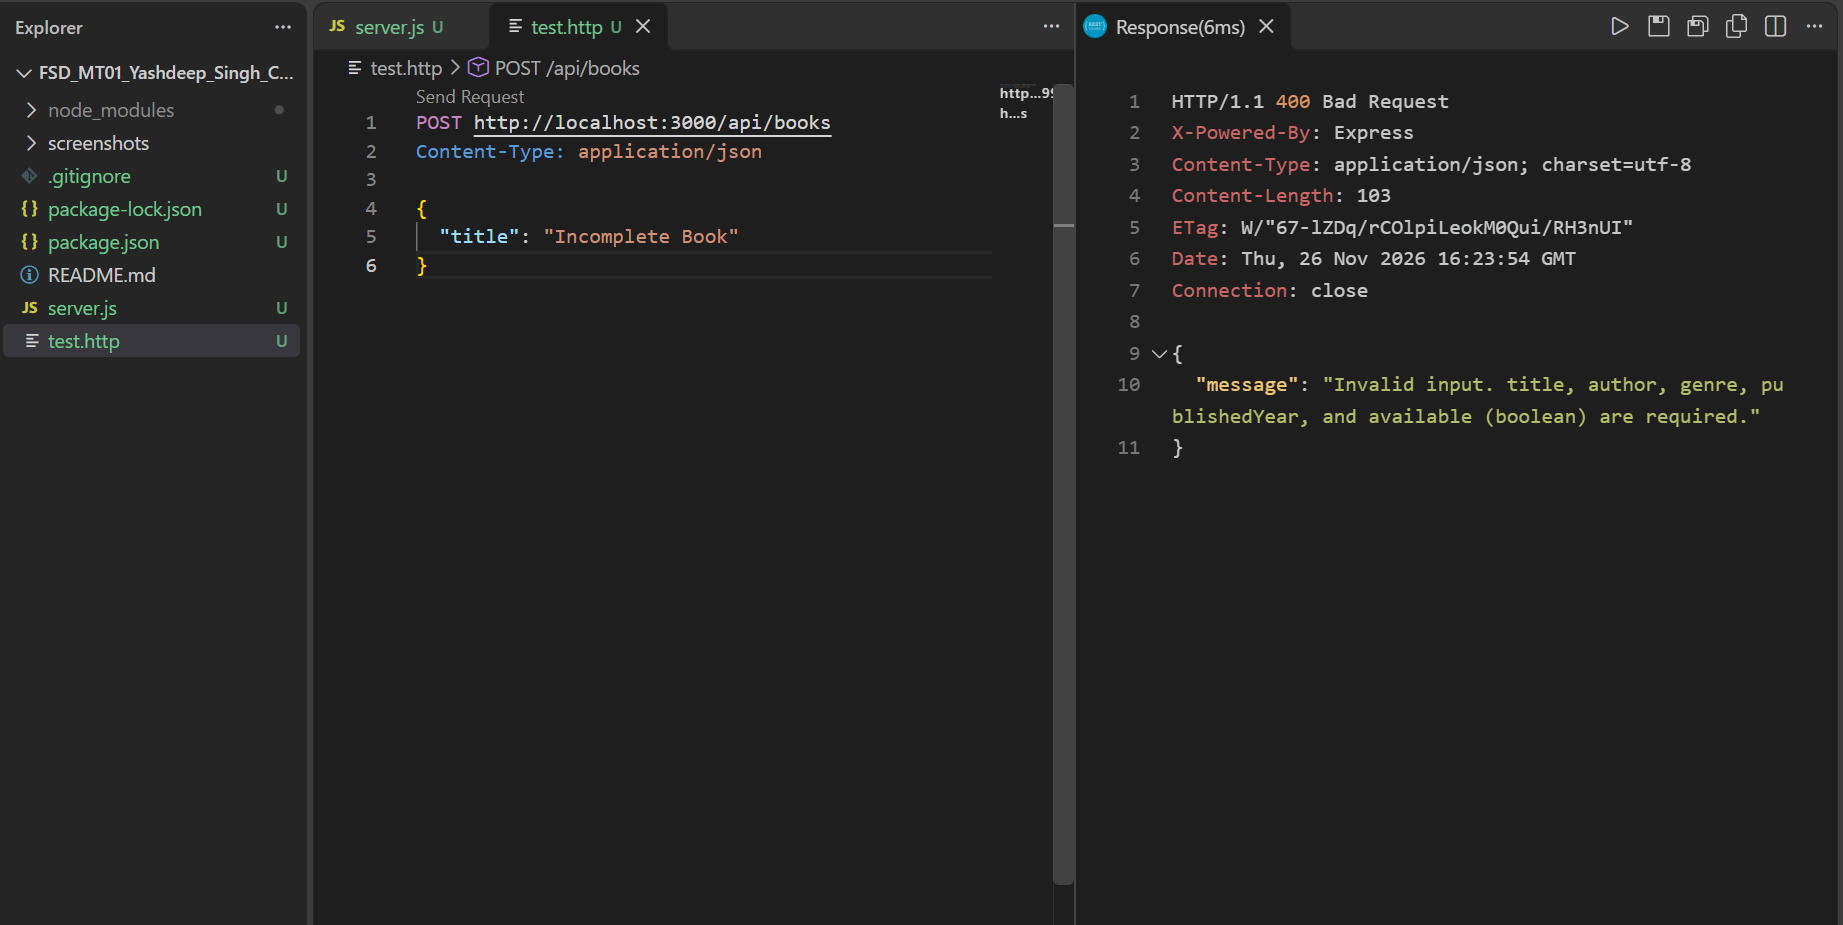 Explorer
FSD_MT01_Yashdeep_Singh_C...
node_modules
screenshots
.gitignore U
{} package-lock.json U
{} package.json U
README.md
JS server.js U
test.http U
JS server.js U
test.http U
test.http > POST /api/books
Send Request
1 POST http://localhost:3000/api/books
2 Content-Type: application/json
3
4 {
5 "title": "Incomplete Book"
6 }
http...99
h...s
Response(6ms)
1 HTTP/1.1 400 Bad Request
2 X-Powered-By: Express
3 Content-Type: application/json; charset=utf-8
4 Content-Length: 103
5 ETag: W/"67-lZDq/rCOlpiLeokM0Qui/RH3nUI"
6 Date: Thu, 26 Nov 2026 16:23:54 GMT
7 Connection: close
8
9 {
10 "message": "Invalid input. title, author, genre, pu
blishedYear, and available (boolean) are required."
11 }